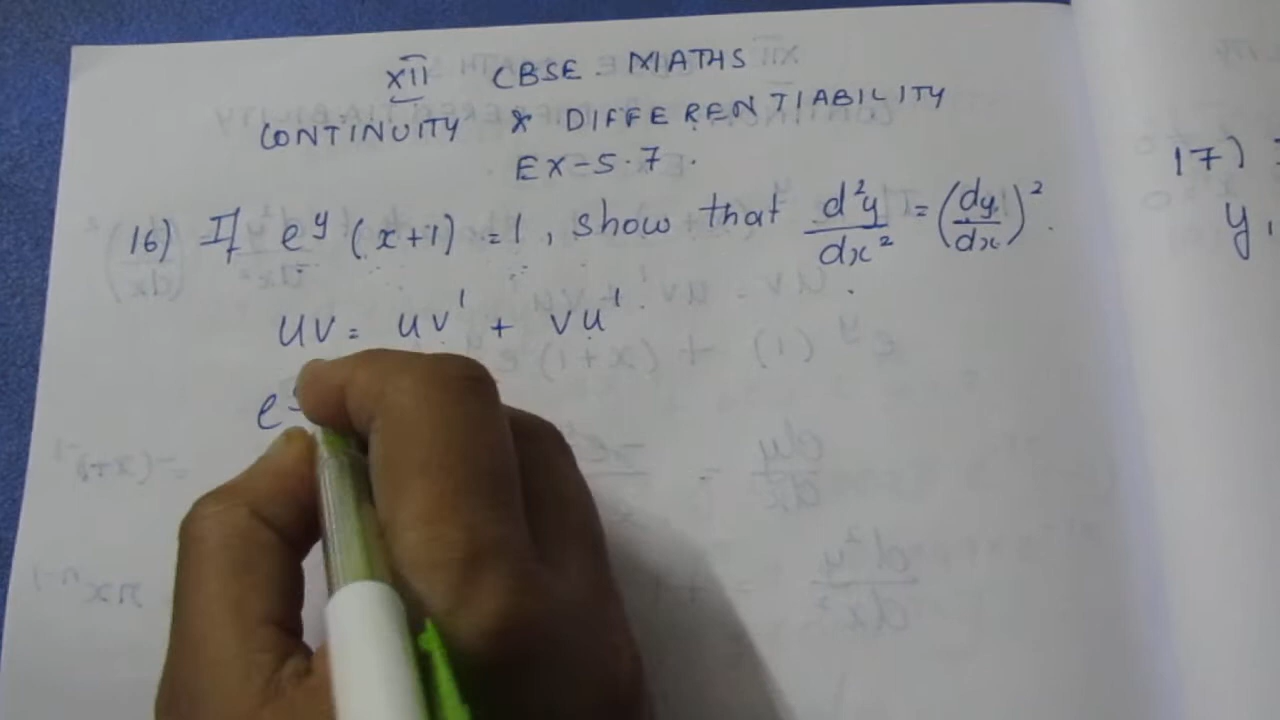 XII CBSE. MATHS
CONTINUITY & DIFFERENTIABILITY
EX-5.7.
16) If e^y (x+1) = 1, show that d²y/dx² = (dy/dx)².
UV = UV' + VU'
e
17)
y,